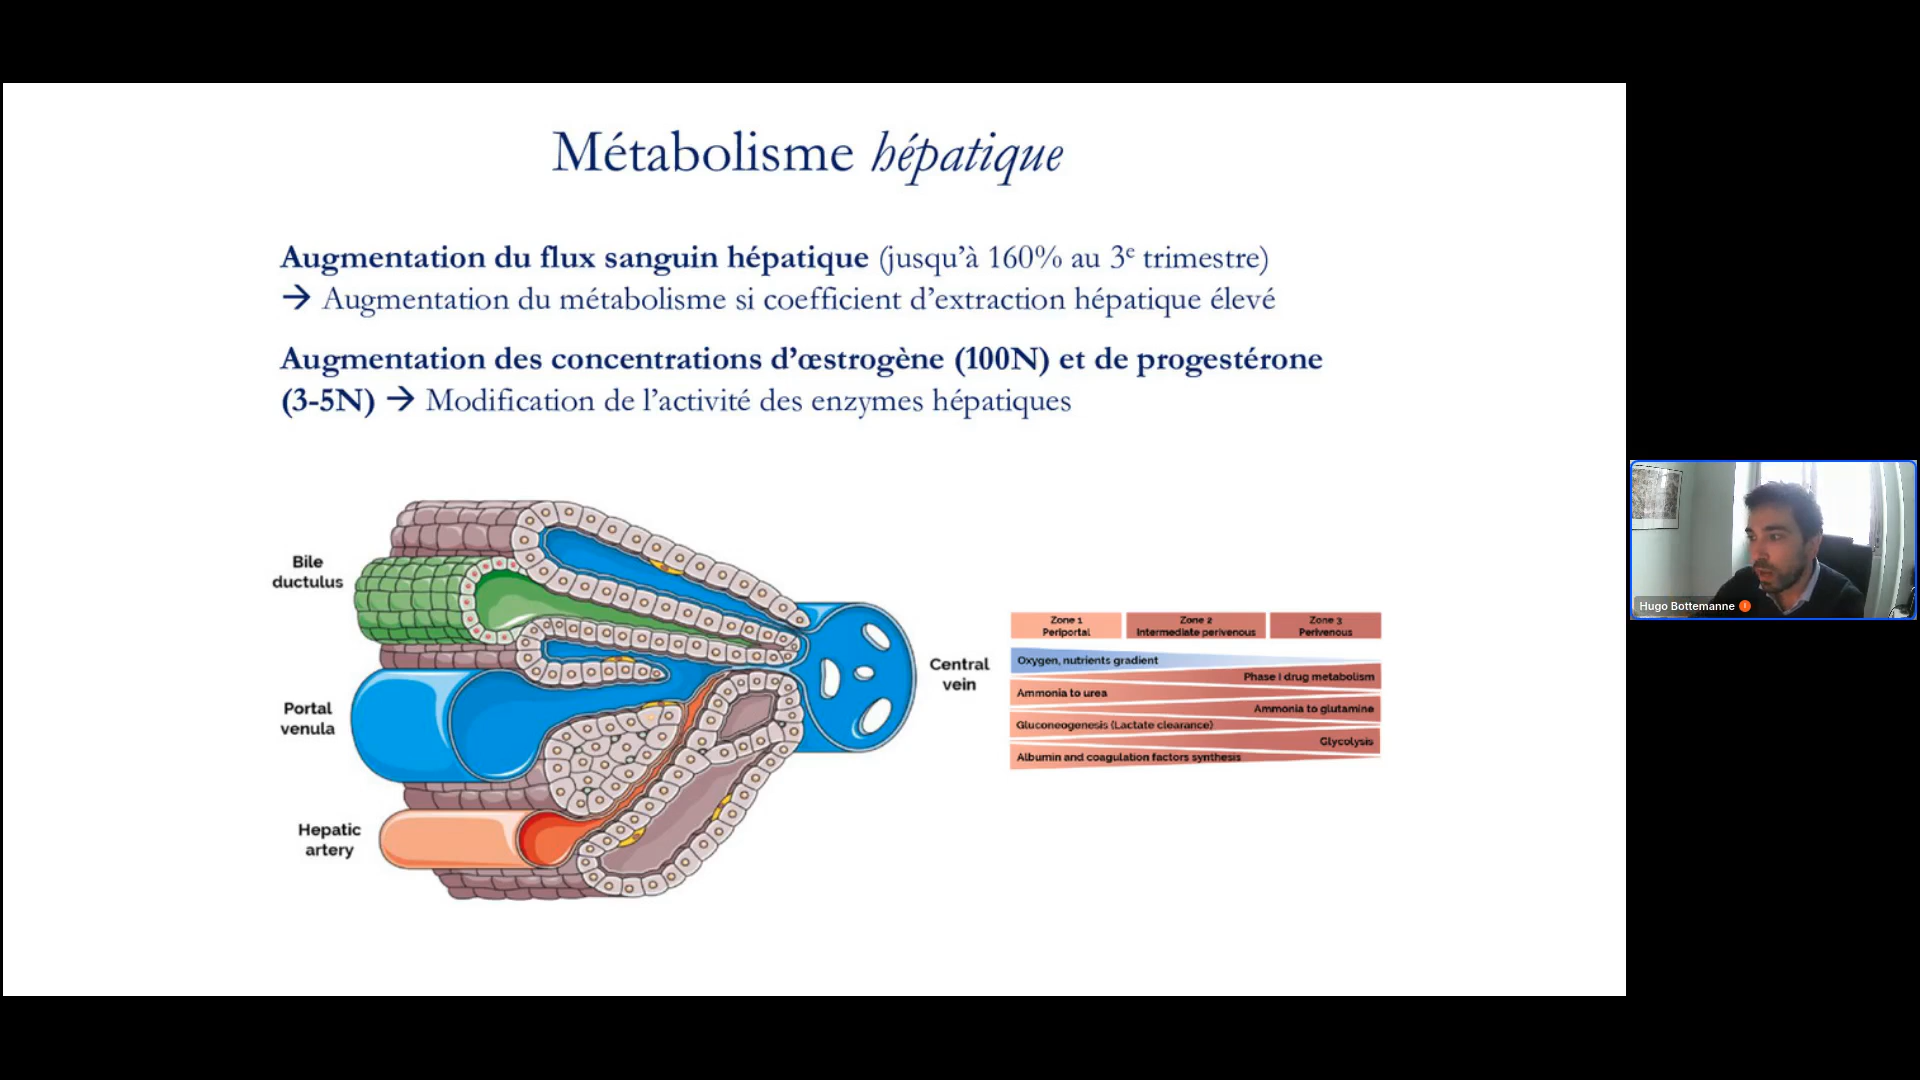 Métabolisme hépatique
Augmentation du flux sanguin hépatique (jusqu'à 160% au 3e trimestre)
→ Augmentation du métabolisme si coefficient d'extraction hépatique élevé
Augmentation des concentrations d'œstrogène (100N) et de progestérone
(3-5N) → Modification de l'activité des enzymes hépatiques
Bile
ductulus
Portal
venula
Hepatic
artery
Central
vein
Zone 1
Periportal
Zone 2
Intermediate perivenous
Zone 3
Perivenous
Oxygen, nutrients gradient
Phase I drug metabolism
Ammonia to urea
Ammonia to glutamine
Gluconeogenesis (Lactate clearance)
Glycolysis
Albumin and coagulation factors synthesis
Hugo Bottemanne